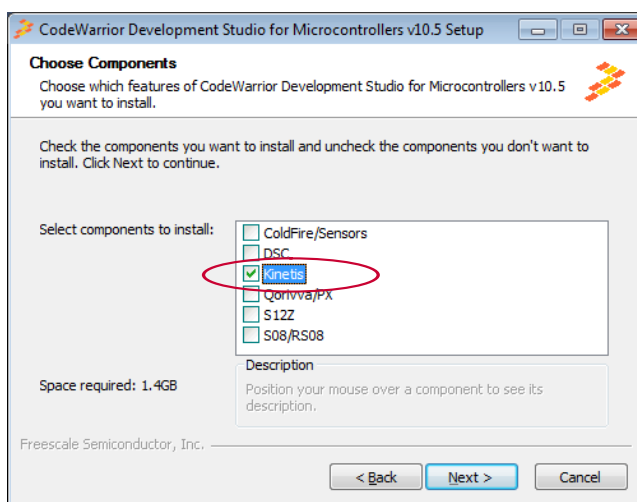 CodeWarrior Development Studio for Microcontrollers v10.5 Setup
Choose Components
Choose which features of CodeWarrior Development Studio for Microcontrollers v10.5
you want to install.
Check the components you want to install and uncheck the components you don't want to
install. Click Next to continue.
Select components to install:
ColdFire/Sensors
DSC
Kinetis
Qorivva/PX
S12Z
S08/RS08
Space required: 1.4GB
Description
Position your mouse over a component to see its
description.
Freescale Semiconductor, Inc.
< Back
Next >
Cancel